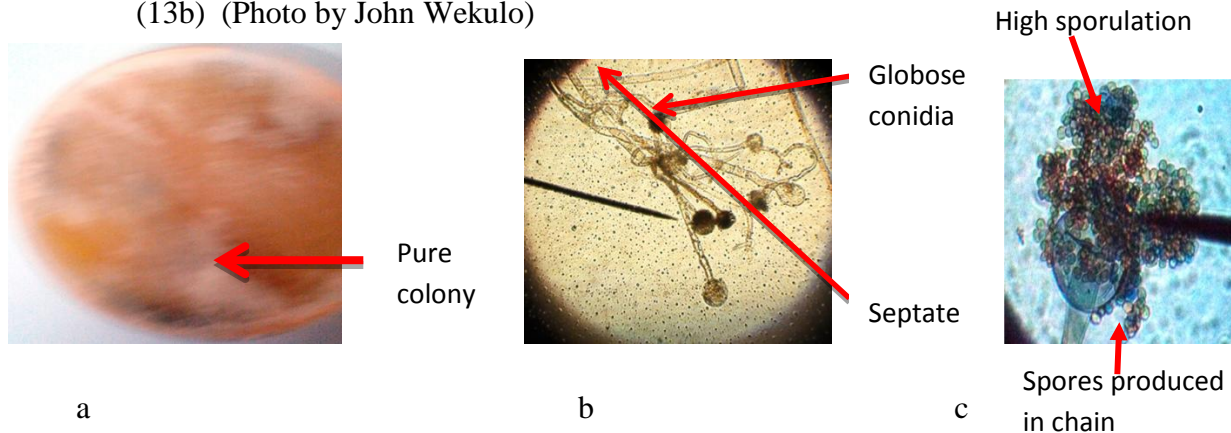 (13b) (Photo by John Wekulo)
High sporulation
Globose
conidia
Pure
colony
Septate
Spores produced
in chain
a
b
c